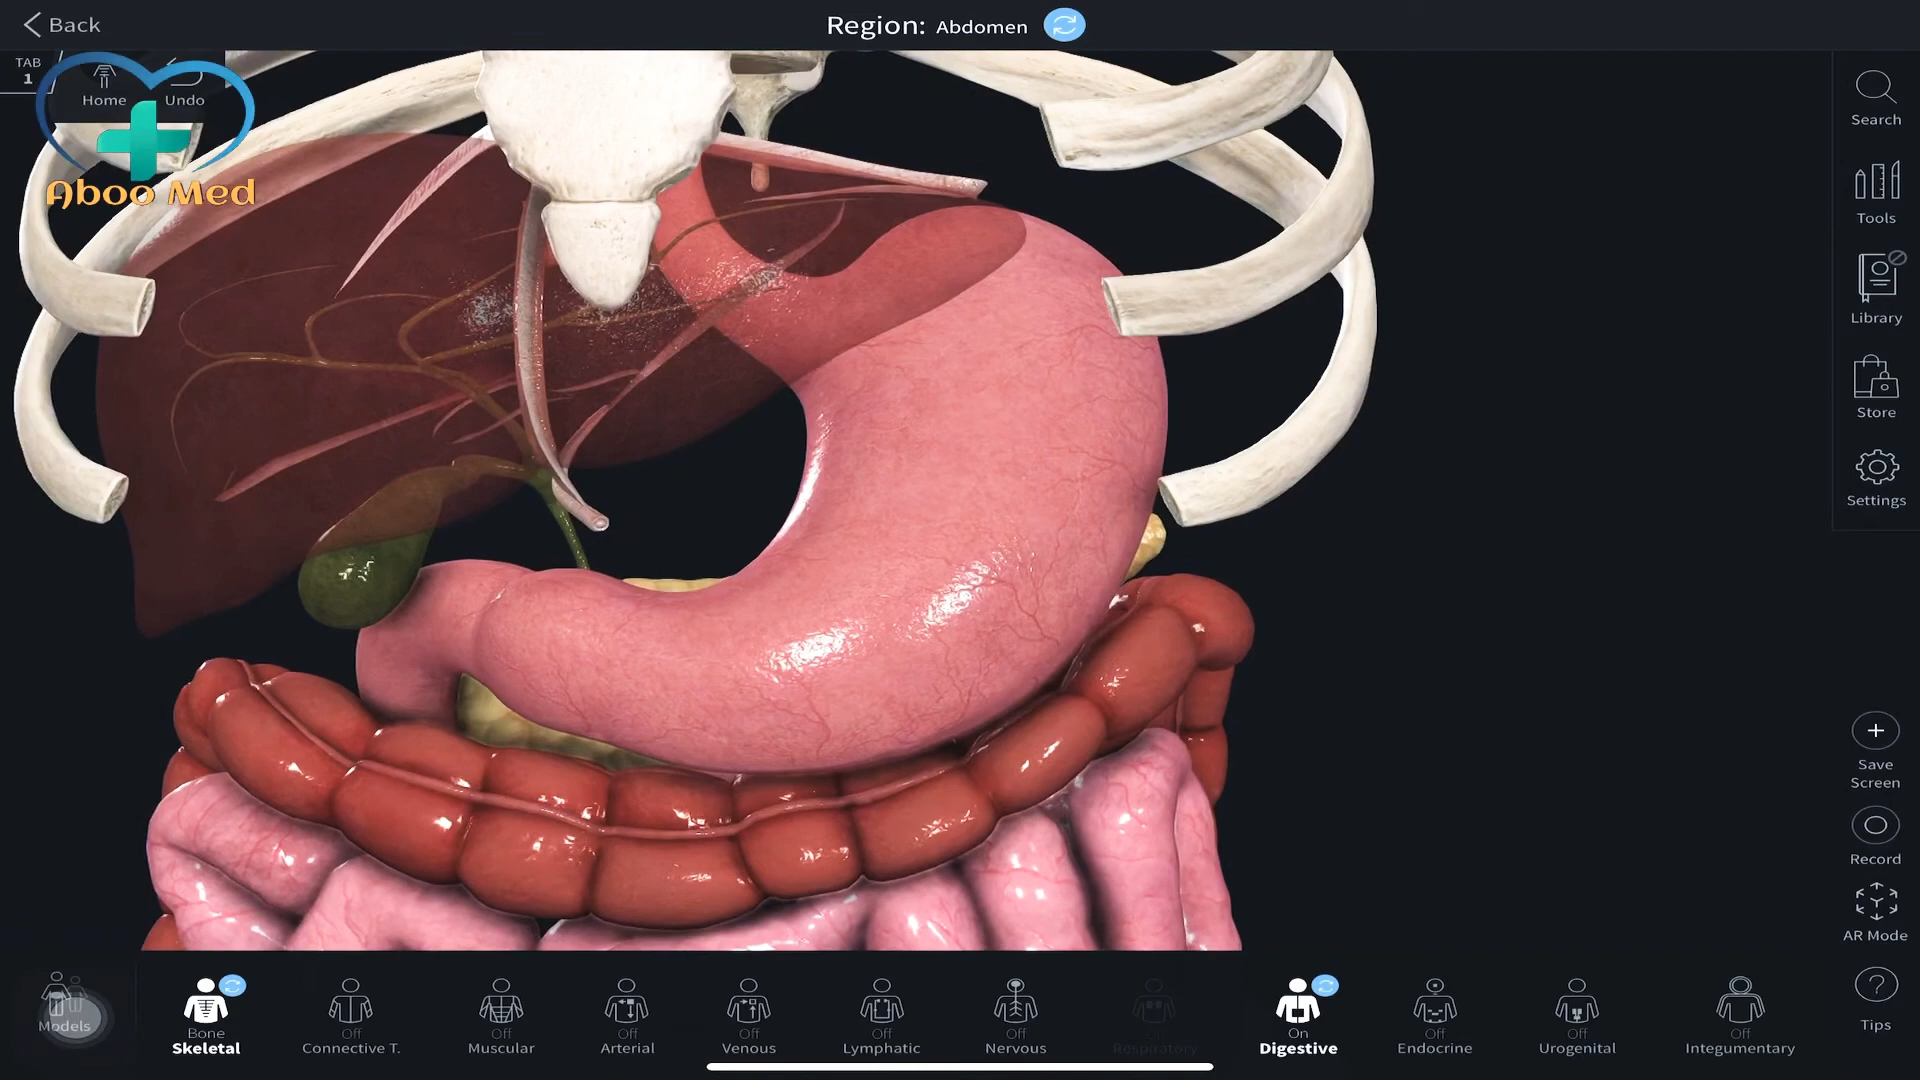 Back
Region: Abdomen
TAB
1
Home
Undo
Aboo Med
Search
Tools
Library
Store
Settings
Save
Screen
Record
AR Mode
Tips
Models
Bone
Skeletal
Off
Connective T.
Off
Muscular
Off
Arterial
Off
Venous
Off
Lymphatic
Off
Nervous
Respiratory
On
Digestive
Off
Endocrine
Off
Urogenital
Off
Integumentary